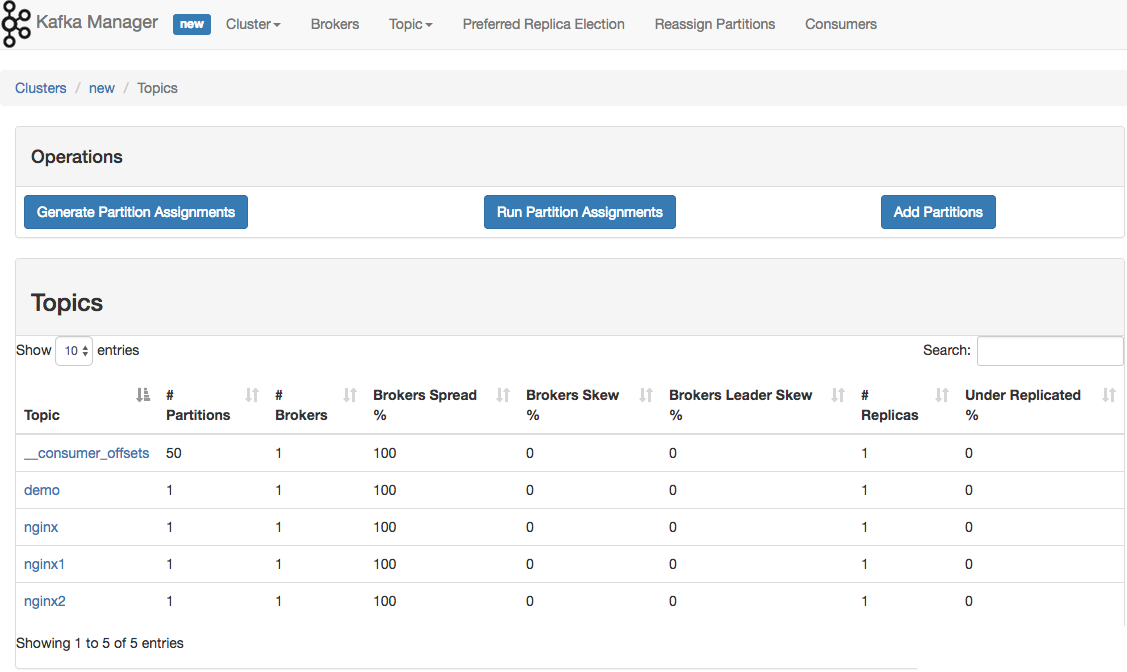 Kafka Manager new Cluster Brokers Topic Preferred Replica Election Reassign Partitions Consumers
Clusters / new / Topics
Operations
Generate Partition Assignments Run Partition Assignments Add Partitions
Topics
Show 10 entries Search:
# # Brokers Spread Brokers Skew Brokers Leader Skew # Under Replicated
Topic Partitions Brokers % % % Replicas %
__consumer_offsets 50 1 100 0 0 1 0
demo 1 1 100 0 0 1 0
nginx 1 1 100 0 0 1 0
nginx1 1 1 100 0 0 1 0
nginx2 1 1 100 0 0 1 0
Showing 1 to 5 of 5 entries